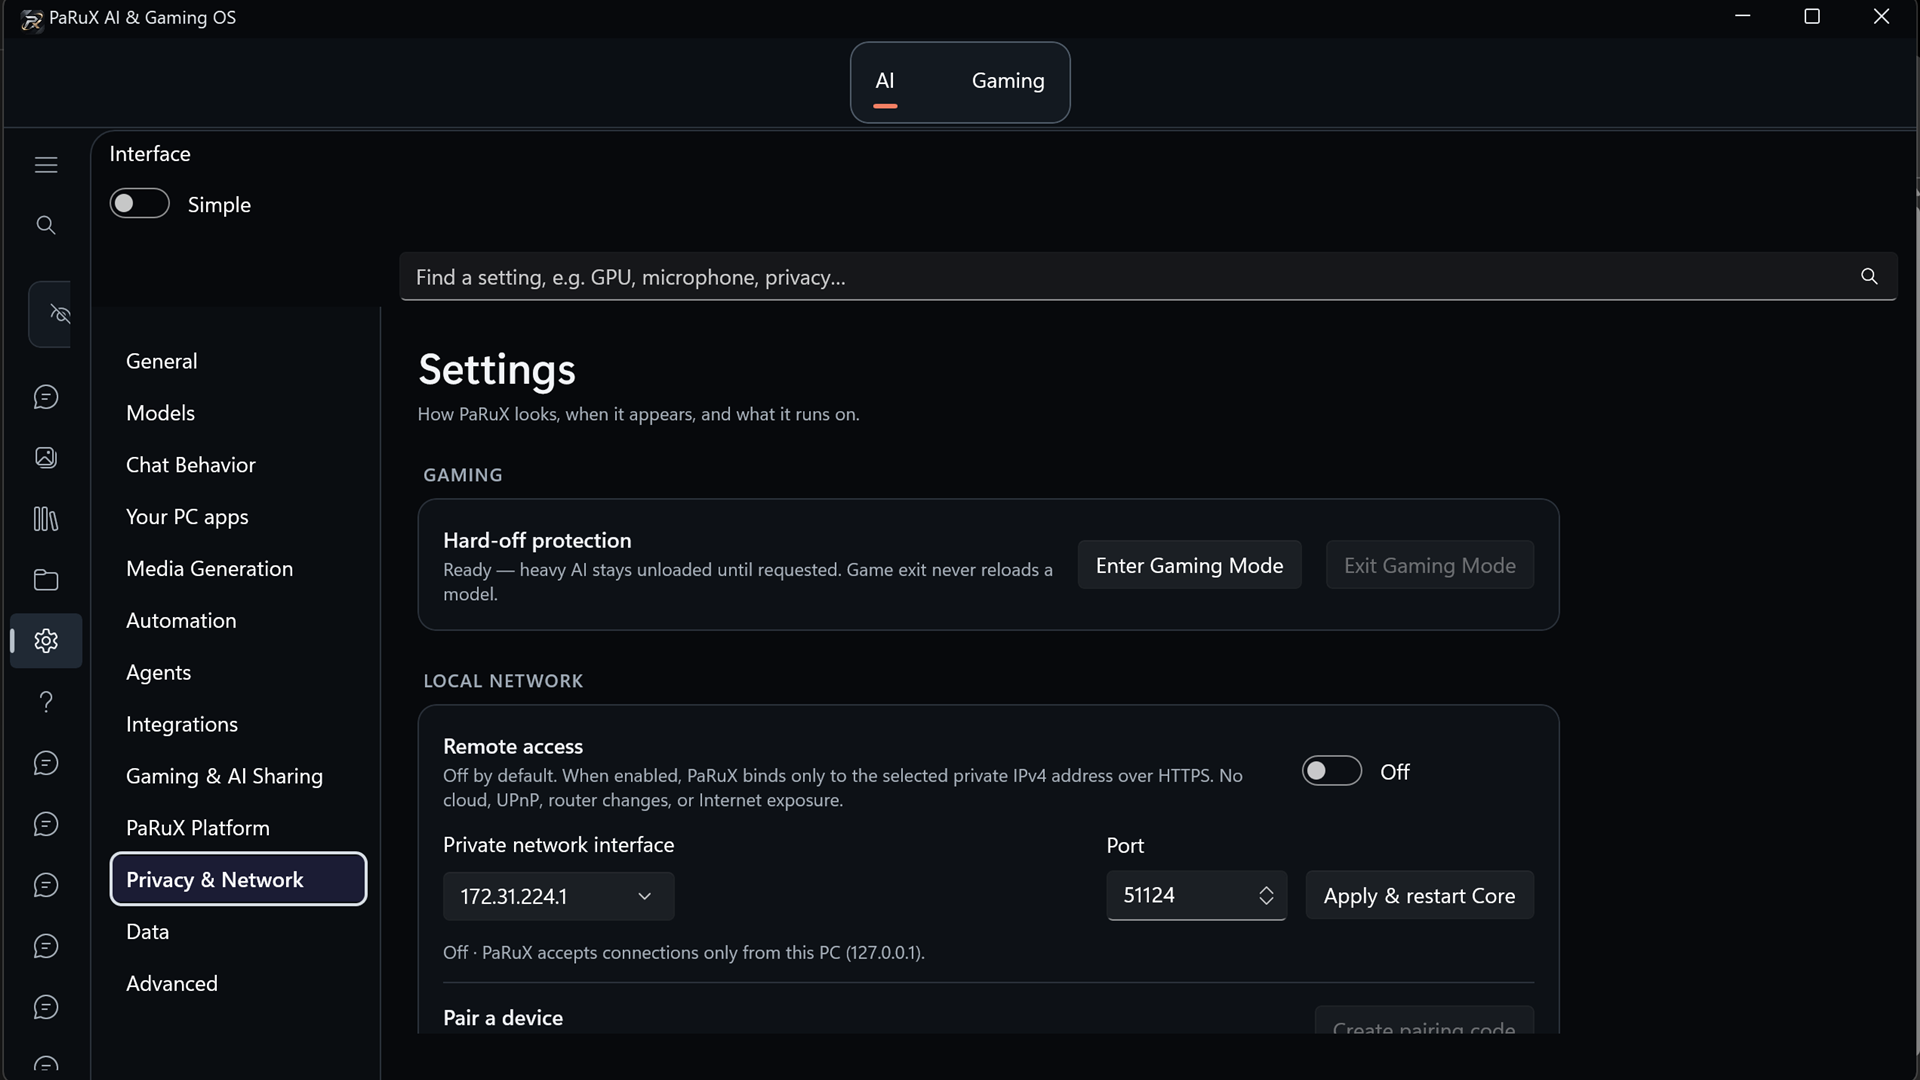 PaRuX AI & Gaming OS
AI
Gaming
Interface
Simple
Find a setting, e.g. GPU, microphone, privacy...
General
Models
Chat Behavior
Your PC apps
Media Generation
Automation
Agents
Integrations
Gaming & AI Sharing
PaRuX Platform
Privacy & Network
Data
Advanced
Settings
How PaRuX looks, when it appears, and what it runs on.
GAMING
Hard-off protection
Ready — heavy AI stays unloaded until requested. Game exit never reloads a
model.
Enter Gaming Mode
Exit Gaming Mode
LOCAL NETWORK
Remote access
Off by default. When enabled, PaRuX binds only to the selected private IPv4 address over HTTPS. No
cloud, UPnP, router changes, or Internet exposure.
Off
Private network interface
172.31.224.1
Port
51124
Apply & restart Core
Off · PaRuX accepts connections only from this PC (127.0.0.1).
Pair a device
Create pairing code